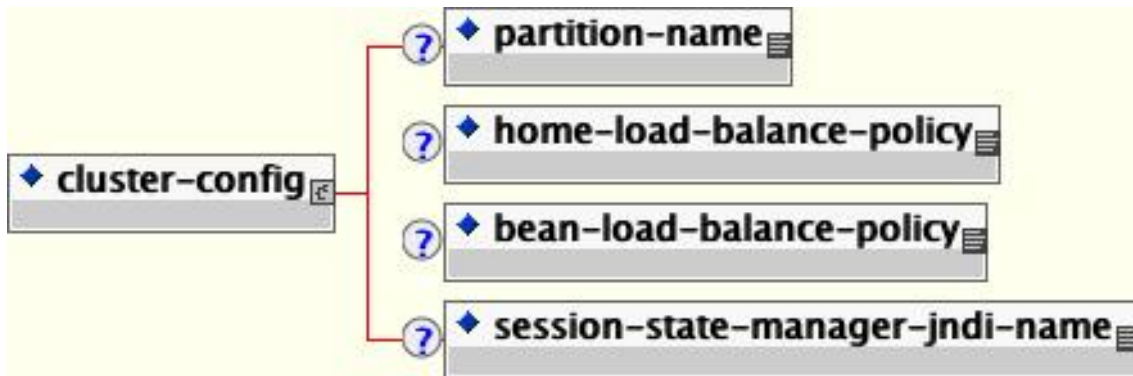 ? partition-name
? home-load-balance-policy
cluster-config
? bean-load-balance-policy
? session-state-manager-jndi-name